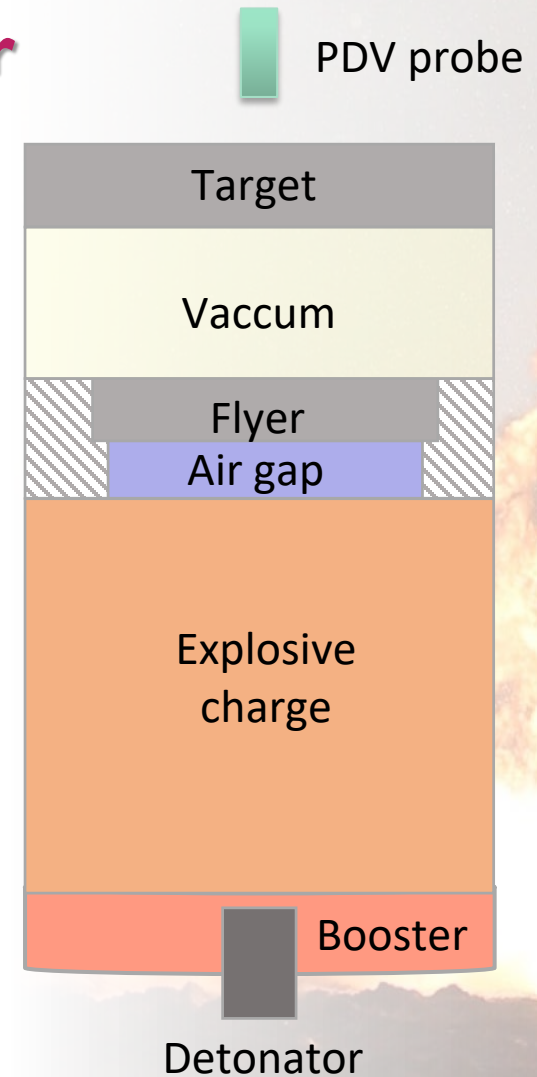 r
PDV probe
Target
Vaccum
Flyer
Air gap
Explosive
charge
Booster
Detonator